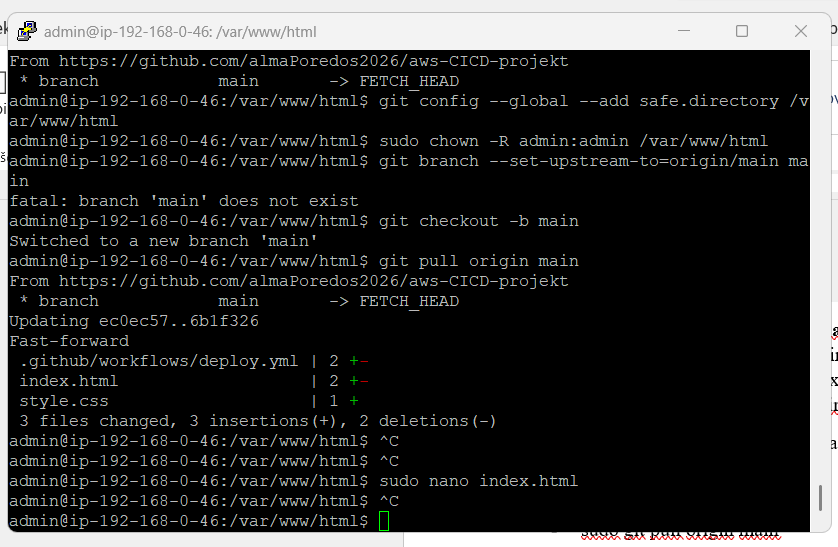 admin@ip-192-168-0-46: /var/www/html
From https://github.com/almaPoredos2026/aws-CICD-projekt
 * branch            main       -> FETCH_HEAD
admin@ip-192-168-0-46:/var/www/html$ git config --global --add safe.directory /v
ar/www/html
admin@ip-192-168-0-46:/var/www/html$ sudo chown -R admin:admin /var/www/html
admin@ip-192-168-0-46:/var/www/html$ git branch --set-upstream-to=origin/main ma
in
fatal: branch 'main' does not exist
admin@ip-192-168-0-46:/var/www/html$ git checkout -b main
Switched to a new branch 'main'
admin@ip-192-168-0-46:/var/www/html$ git pull origin main
From https://github.com/almaPoredos2026/aws-CICD-projekt
 * branch            main       -> FETCH_HEAD
Updating ec0ec57..6b1f326
Fast-forward
 .github/workflows/deploy.yml | 2 +-
 index.html                   | 2 +-
 style.css                    | 1 +
 3 files changed, 3 insertions(+), 2 deletions(-)
admin@ip-192-168-0-46:/var/www/html$ ^C
admin@ip-192-168-0-46:/var/www/html$ ^C
admin@ip-192-168-0-46:/var/www/html$ sudo nano index.html
admin@ip-192-168-0-46:/var/www/html$ ^C
admin@ip-192-168-0-46:/var/www/html$
sudo git pull origin main